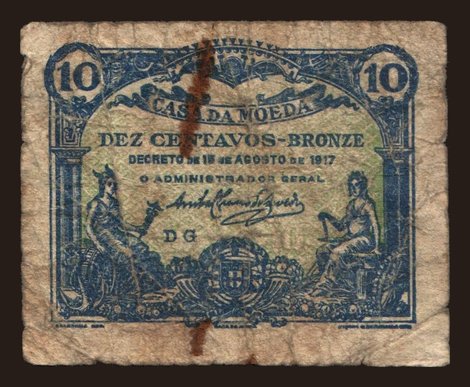 10 10
CASA DA MOEDA
DEZ CENTAVOS-BRONZE
DECRETO DE 15 DE AGOSTO DE 1917
O ADMINISTRADOR GERAL
DG